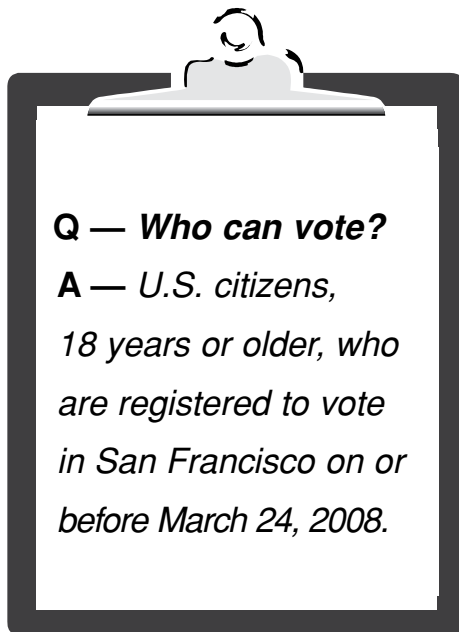 Q — Who can vote?
A — U.S. citizens,
18 years or older, who
are registered to vote
in San Francisco on or
before March 24, 2008.